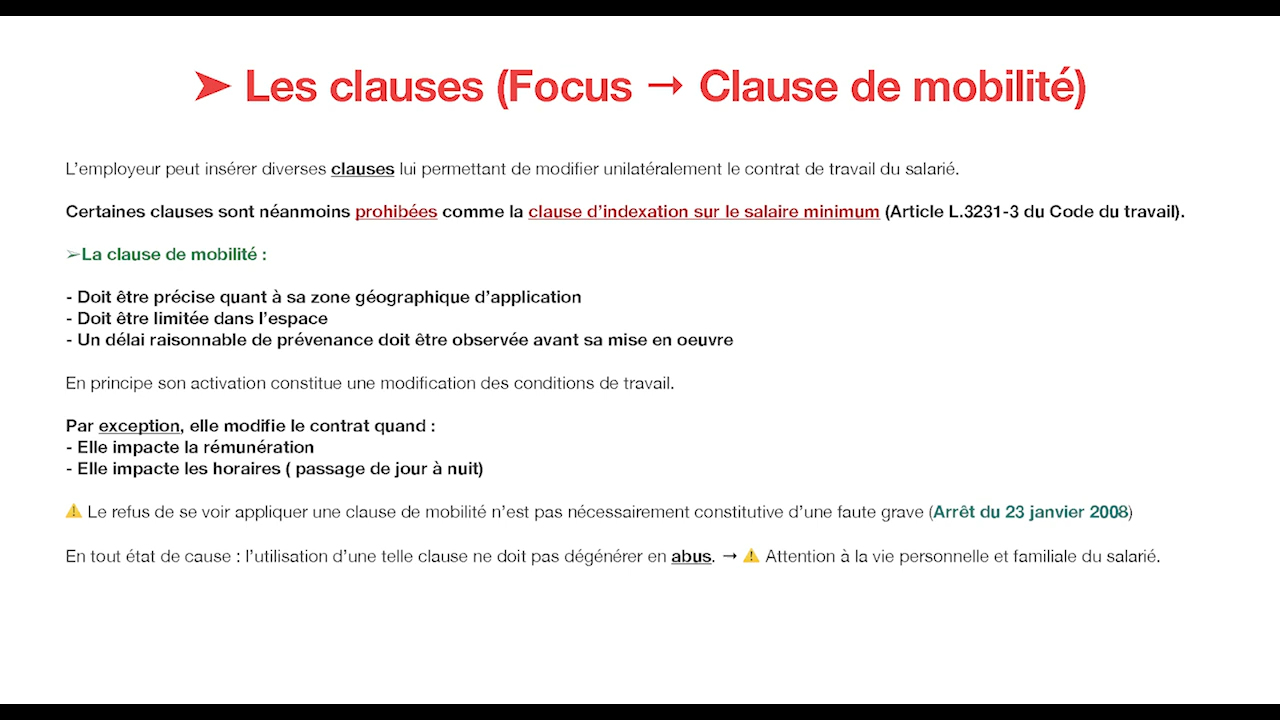 ➤ Les clauses (Focus → Clause de mobilité)
L’employeur peut insérer diverses clauses lui permettant de modifier unilatéralement le contrat de travail du salarié.
Certaines clauses sont néanmoins prohibées comme la clause d’indexation sur le salaire minimum (Article L.3231-3 du Code du travail).
➢La clause de mobilité :
- Doit être précise quant à sa zone géographique d’application
- Doit être limitée dans l’espace
- Un délai raisonnable de prévenance doit être observée avant sa mise en oeuvre
En principe son activation constitue une modification des conditions de travail.
Par exception, elle modifie le contrat quand :
- Elle impacte la rémunération
- Elle impacte les horaires ( passage de jour à nuit)
⚠️ Le refus de se voir appliquer une clause de mobilité n’est pas nécessairement constitutive d’une faute grave (Arrêt du 23 janvier 2008)
En tout état de cause : l’utilisation d’une telle clause ne doit pas dégénérer en abus. → ⚠️ Attention à la vie personnelle et familiale du salarié.